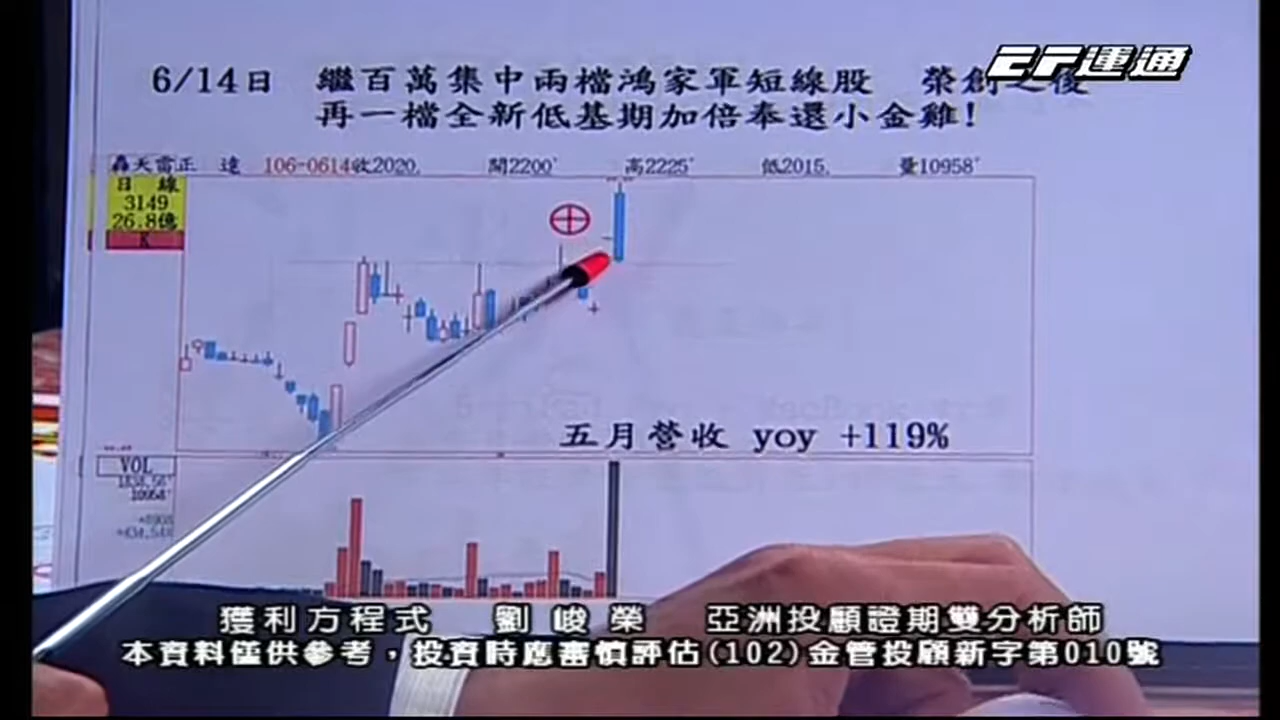 EF運通
6/14日 繼百萬集中兩檔鴻家軍短線股 榮創之後
再一檔全新低基期加倍奉還小金雞!
轟天雷正 達 106-0614收2020. 開2200' 高2225' 低2015. 量10958'
日 線
3149
26.8億
K
五月營收 yoy +119%
VOL
10958'
獲利方程式 劉峻榮 亞洲投顧證期雙分析師
本資料僅供參考，投資時應審慎評估(102)金管投顧新字第010號